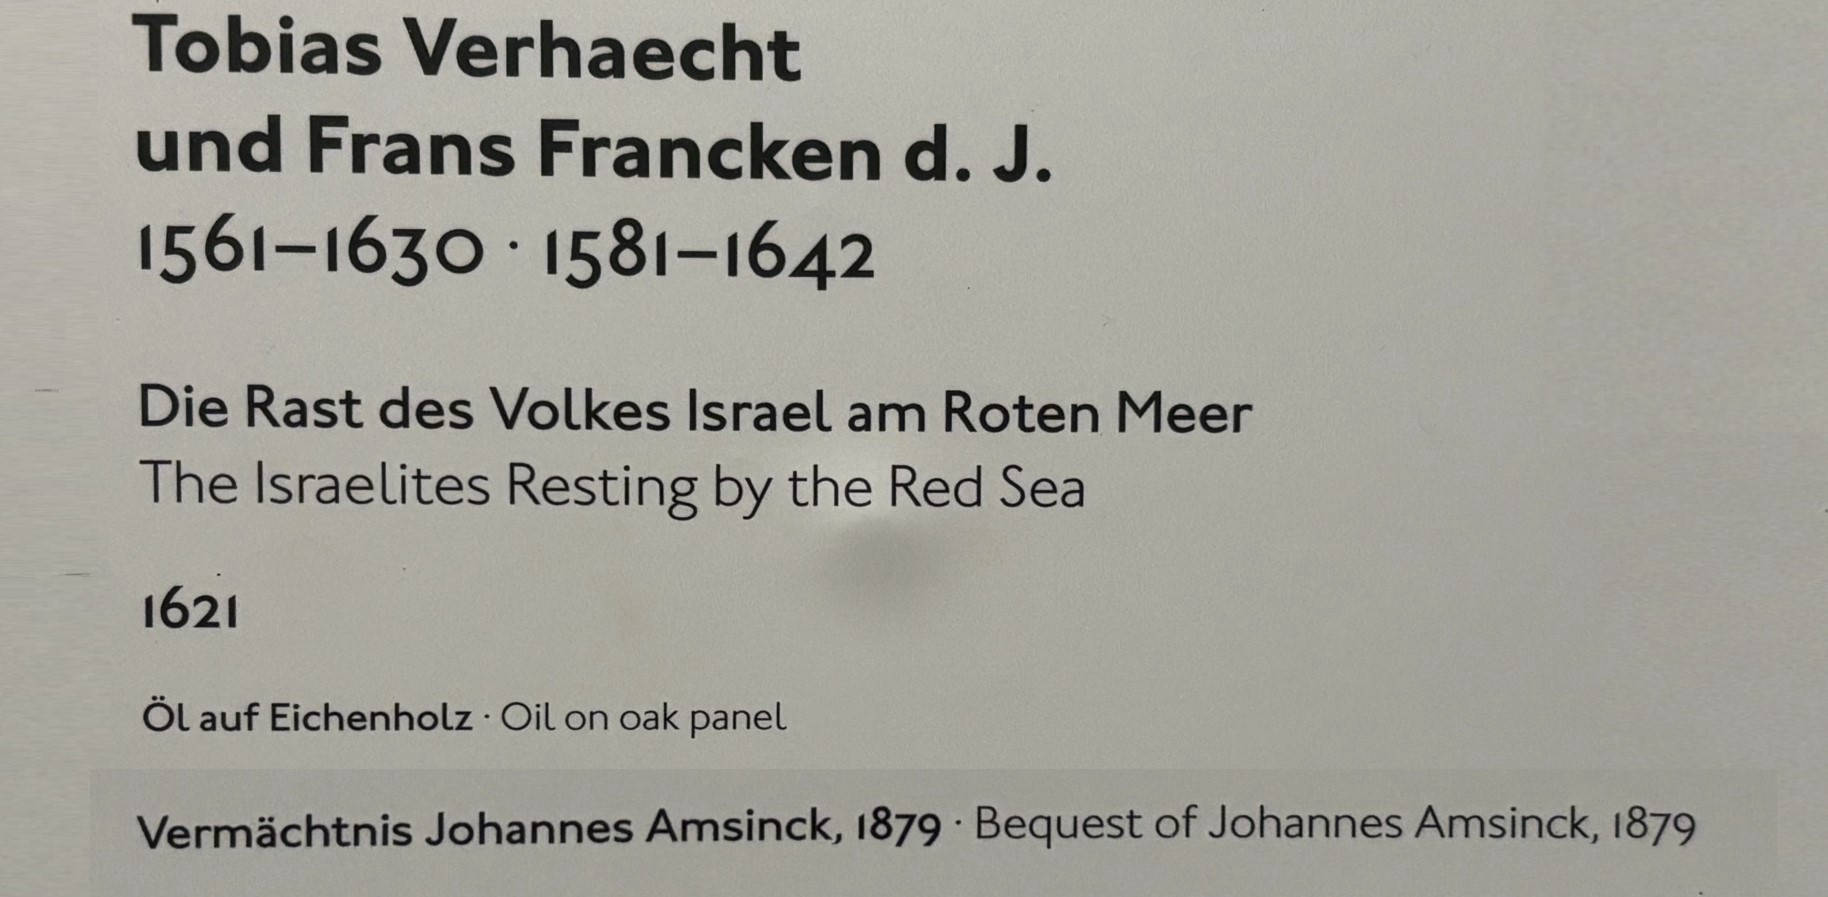 Tobias Verhaecht
und Frans Francken d. J.
1561–1630 · 1581–1642
Die Rast des Volkes Israel am Roten Meer
The Israelites Resting by the Red Sea
1621
Öl auf Eichenholz · Oil on oak panel
Vermächtnis Johannes Amsinck, 1879 · Bequest of Johannes Amsinck, 1879